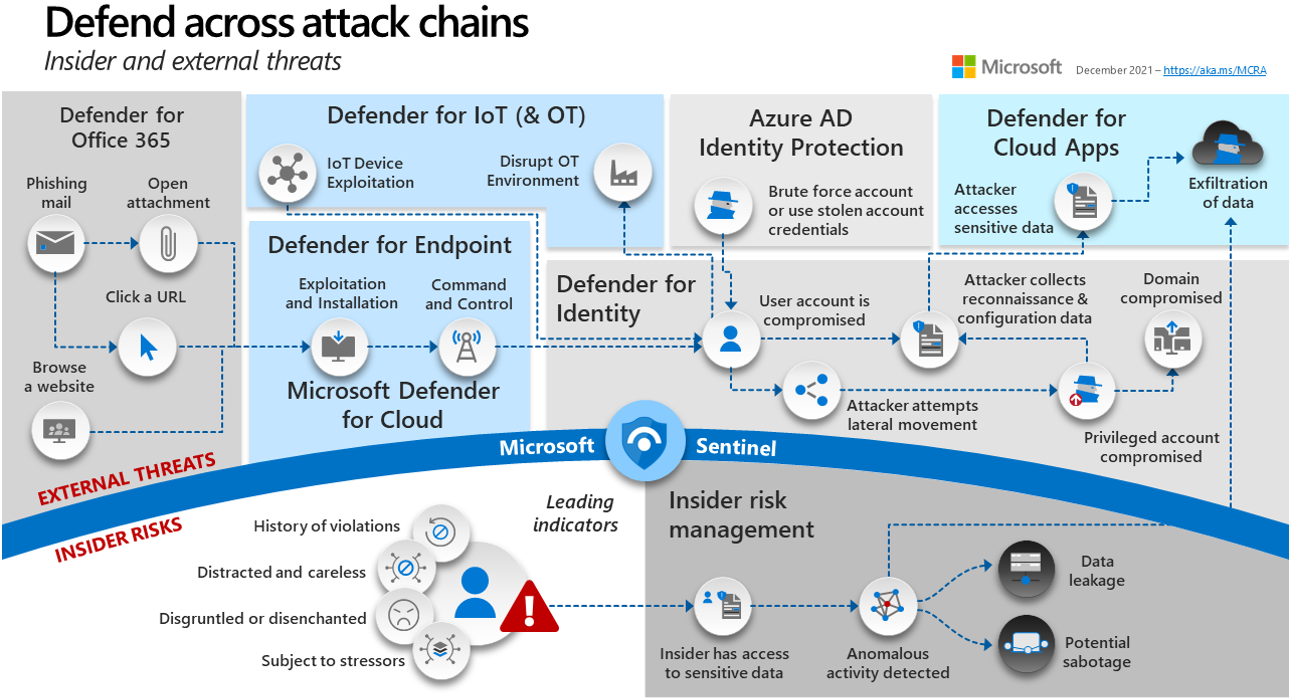 Defend across attack chains
Insider and external threats
Microsoft
December 2021 – https://aka.ms/MCRA
Defender for
Office 365
Phishing
mail
Open
attachment
Click a URL
Browse
a website
Defender for IoT (& OT)
IoT Device
Exploitation
Disrupt OT
Environment
Defender for Endpoint
Exploitation
and Installation
Command
and Control
Microsoft Defender
for Cloud
Azure AD
Identity Protection
Brute force account
or use stolen account
credentials
Defender for
Cloud Apps
Attacker
accesses
sensitive data
Exfiltration
of data
Defender for
Identity
User account is
compromised
Attacker collects
reconnaissance &
configuration data
Domain
compromised
Attacker attempts
lateral movement
Privileged account
compromised
Microsoft
Sentinel
EXTERNAL THREATS
INSIDER RISKS
Leading
indicators
History of violations
Distracted and careless
Disgruntled or disenchanted
Subject to stressors
Insider risk
management
Insider has access
to sensitive data
Anomalous
activity detected
Data
leakage
Potential
sabotage